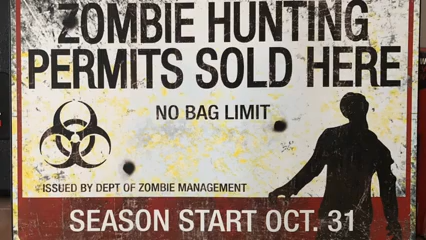 ZOMBIE HUNTING
PERMITS SOLD HERE
NO BAG LIMIT
ISSUED BY DEPT OF ZOMBIE MANAGEMENT
SEASON START OCT. 31